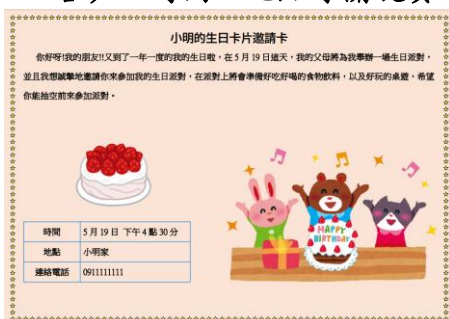 小明的生日卡片邀請卡
你好呀!我的朋友!!又到了一年一度的我的生日啦,在 5 月 19 日這天,我的父母將為我舉辦一場生日派對,
並且我想誠摯地邀請你來參加我的生日派對,在派對上將會準備好吃好喝的食物飲料,以及好玩的桌遊,希望
你能抽空前來參加派對。
時間 5 月 19 日 下午 4 點 30 分
地點 小明家
連絡電話 0911111111
HAPPY
BIRTHDAY